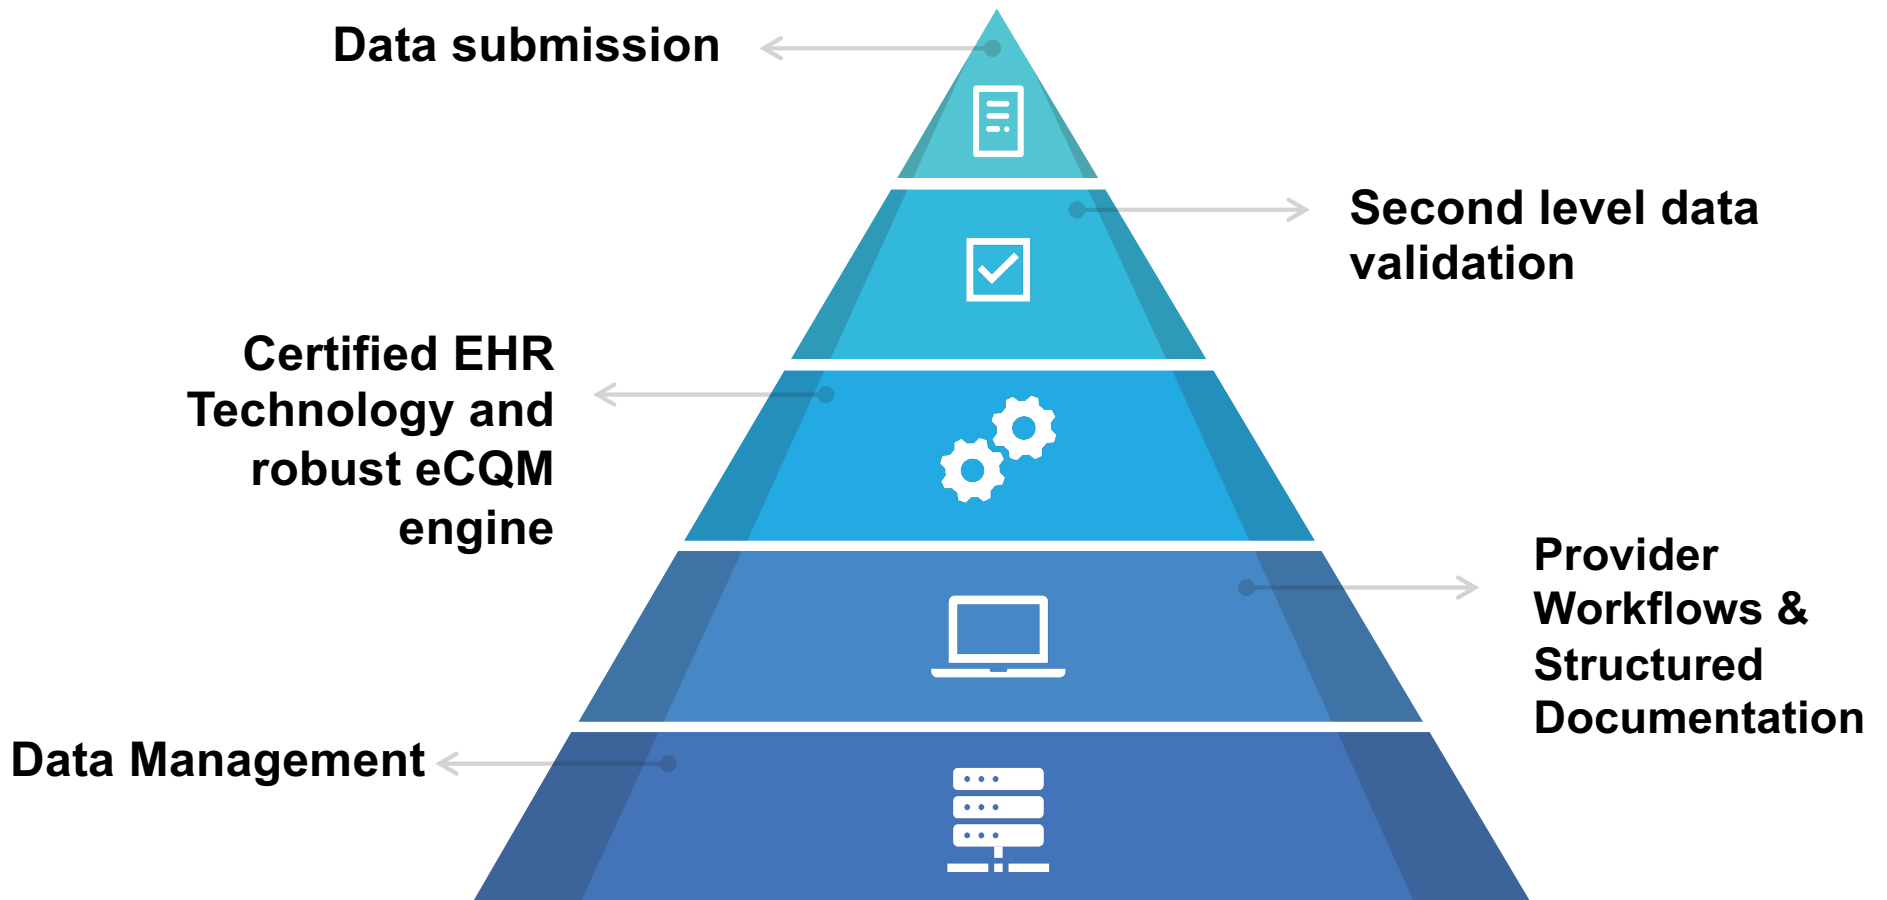 Data submission
Second level data
validation
Certified EHR
Technology and
robust eCQM
engine
Provider
Workflows &
Structured
Documentation
Data Management